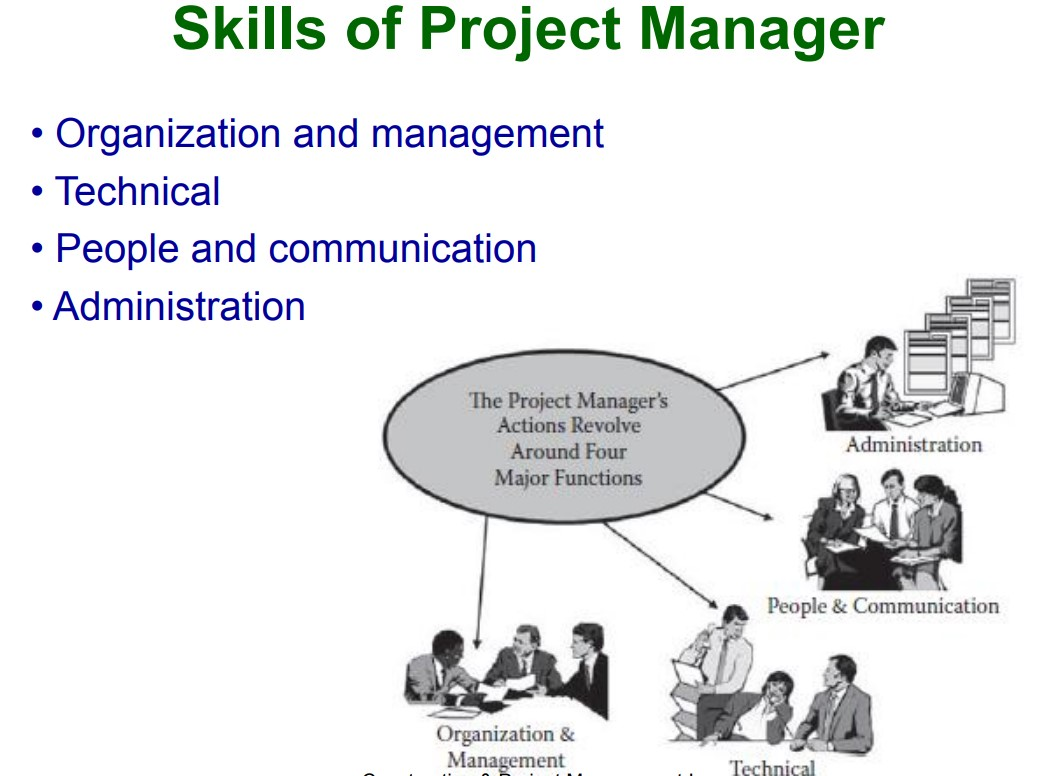 Skills of Project Manager
• Organization and management
• Technical
• People and communication
• Administration
The Project Manager's
Actions Revolve
Around Four
Major Functions
Administration
People & Communication
Organization &
Management
Technical